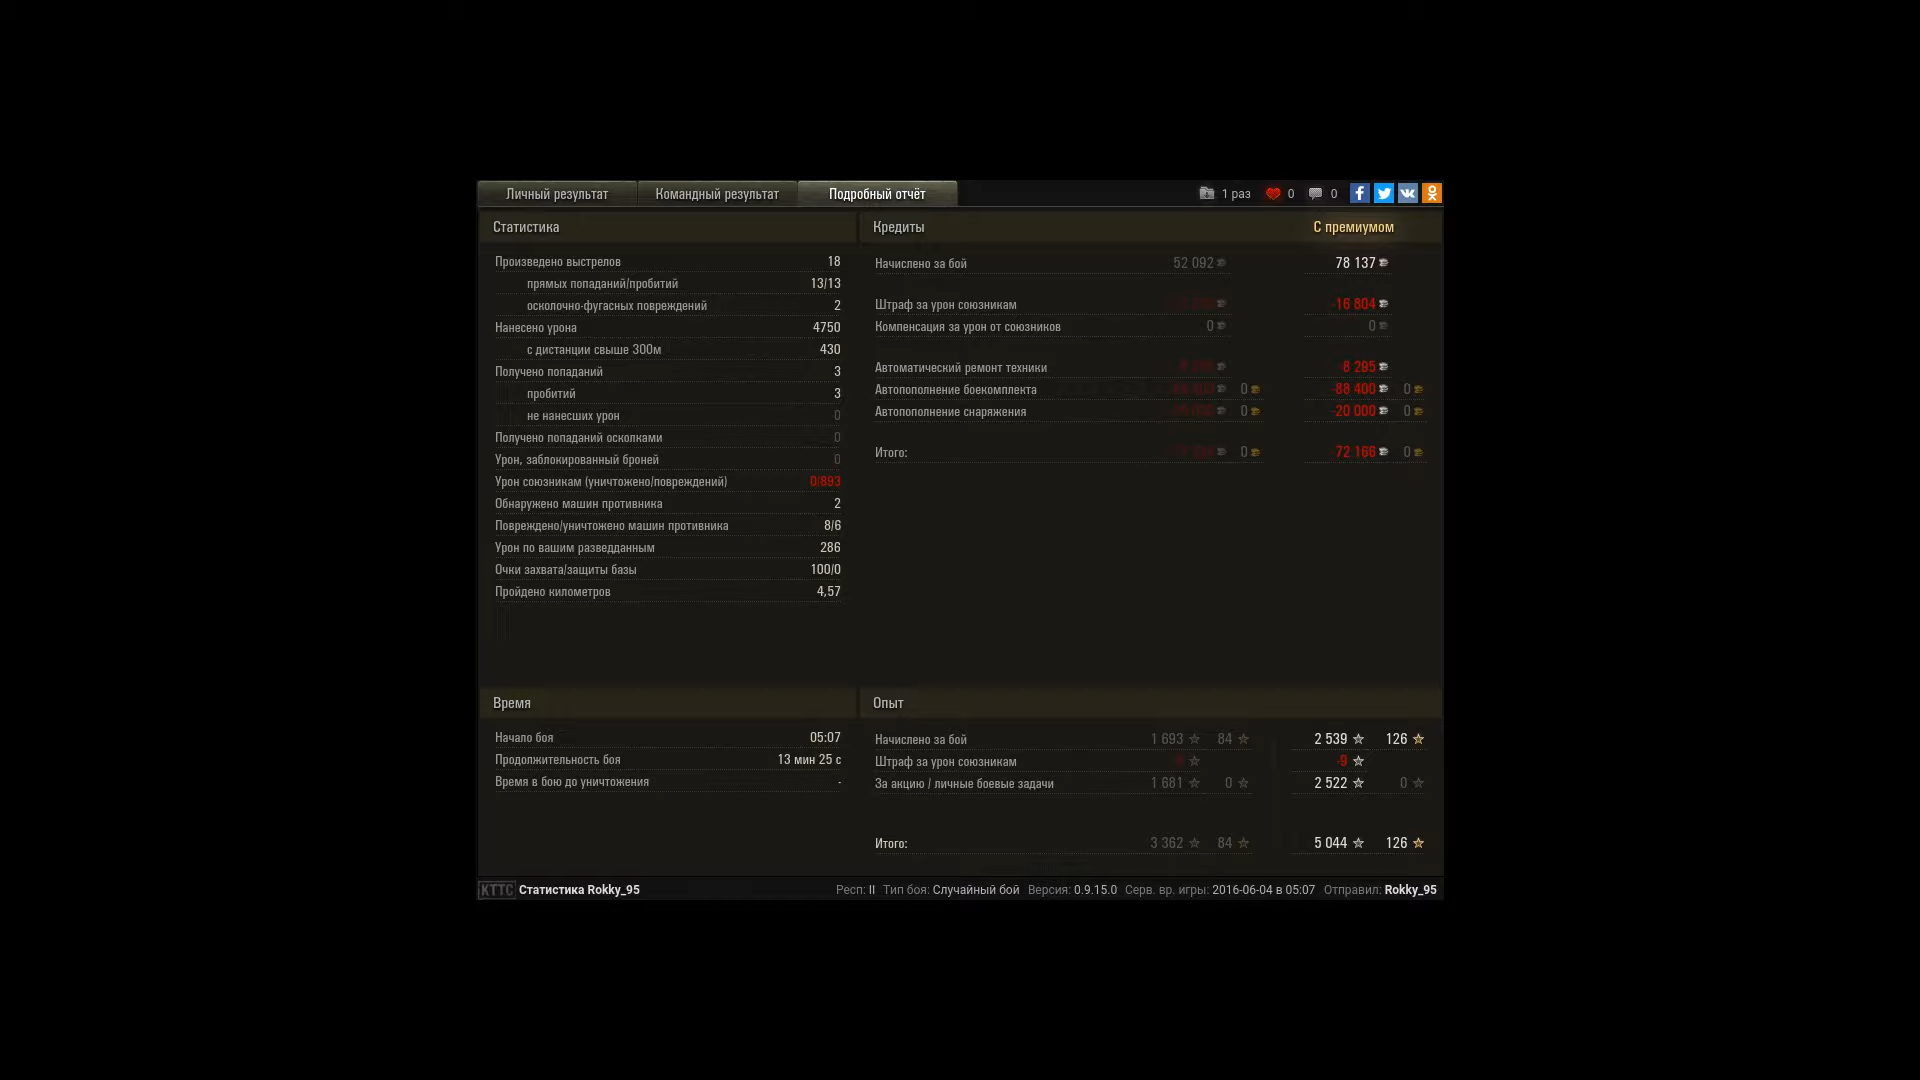 Личный результат Командный результат Подробный отчёт 1 раз 0 0
Статистика
Произведено выстрелов 18
прямых попаданий/пробитий 13/13
осколочно-фугасных повреждений 2
Нанесено урона 4750
с дистанции свыше 300м 430
Получено попаданий 3
пробитий 3
не нанесших урон 0
Получено попаданий осколками 0
Урон, заблокированный броней 0
Урон союзникам (уничтожено/повреждений) 0/893
Обнаружено машин противника 2
Повреждено/уничтожено машин противника 8/6
Урон по вашим разведданным 286
Очки захвата/защиты базы 100/0
Пройдено километров 4,57
Кредиты С премиумом
Начислено за бой 52 092 78 137
Штраф за урон союзникам -16 804
Компенсация за урон от союзников 0 0
Автоматический ремонт техники
Автопополнение боекомплекта 0 -88 400 0
Автопополнение снаряжения 0 -20 000 0
Итого: 0 72 166 0
Время
Начало боя 05:07
Продолжительность боя 13 мин 25 с
Время в бою до уничтожения -
Опыт
Начислено за бой 1 693 84 2 539 126
Штраф за урон союзникам -9
За акцию / личные боевые задачи 1 681 0 2 522 0
Итого: 3 362 84 5 044 126
КТТС Статистика Rokky_95 Респ: II Тип боя: Случайный бой Версия: 0.9.15.0 Серв. вр. игры: 2016-06-04 в 05:07 Отправил: Rokky_95